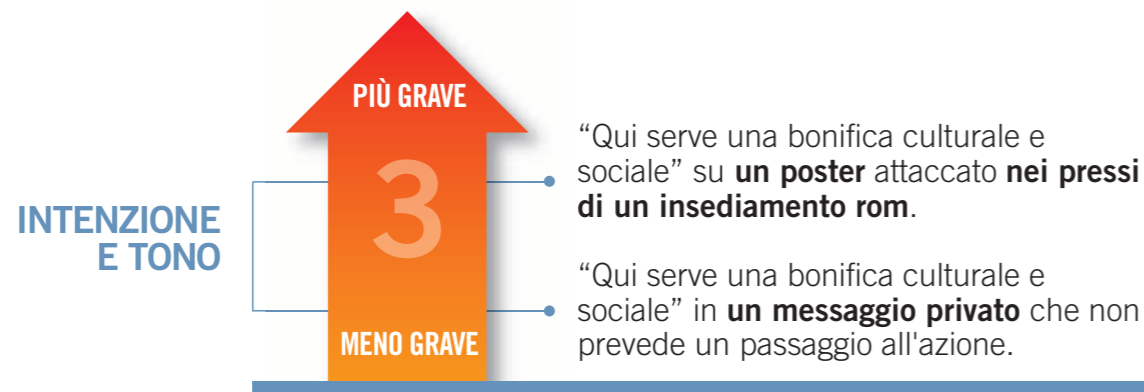 PIÙ GRAVE
3
INTENZIONE
E TONO
MENO GRAVE
“Qui serve una bonifica culturale e
sociale” su un poster attaccato nei pressi
di un insediamento rom.
“Qui serve una bonifica culturale e
sociale” in un messaggio privato che non
prevede un passaggio all'azione.